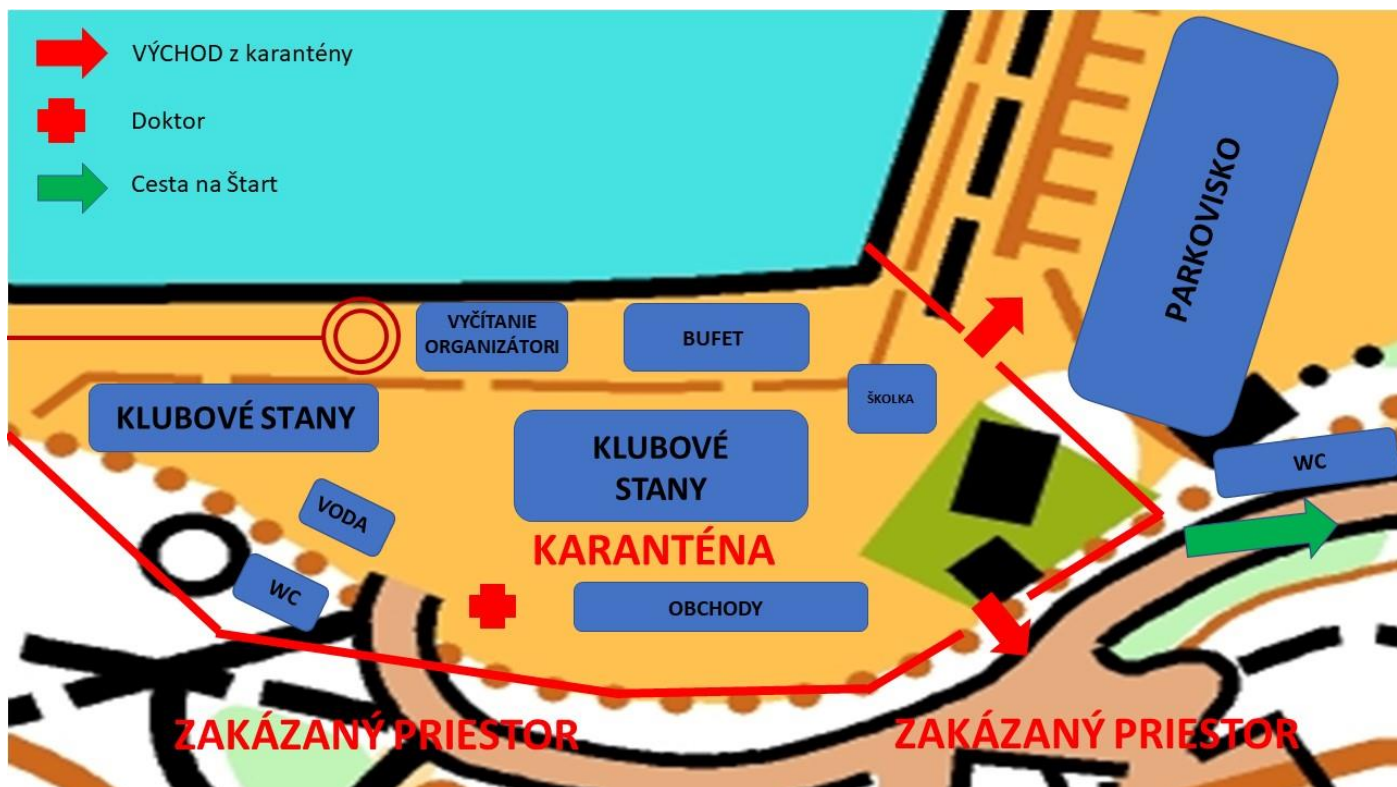 VÝCHOD z karantény
Doktor
Cesta na Štart
PARKOVISKO
VYČÍTANIE
ORGANIZÁTORI
BUFET
ŠKOLKA
KLUBOVÉ STANY
KLUBOVÉ
STANY
WC
VODA
KARANTÉNA
WC
OBCHODY
ZAKÁZANÝ PRIESTOR
ZAKÁZANÝ PRIESTOR